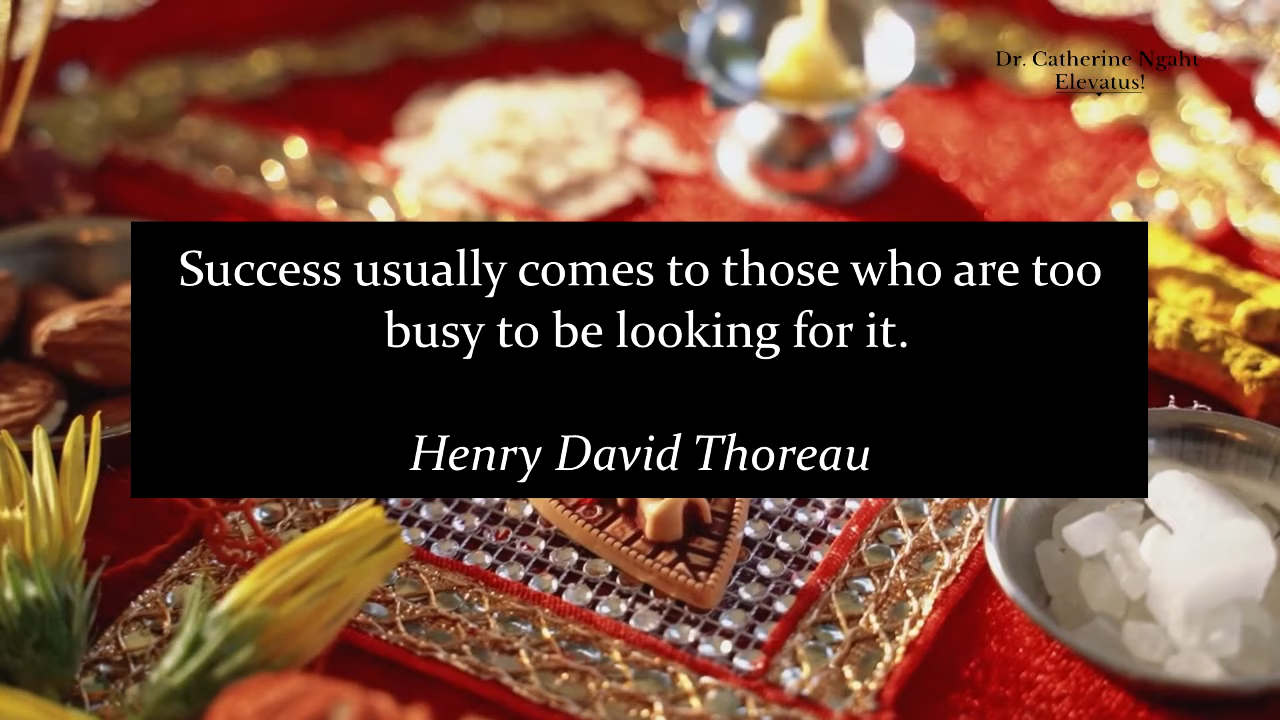 Dr. Catherine Ngaht
Elevatus!
Success usually comes to those who are too
busy to be looking for it.
Henry David Thoreau